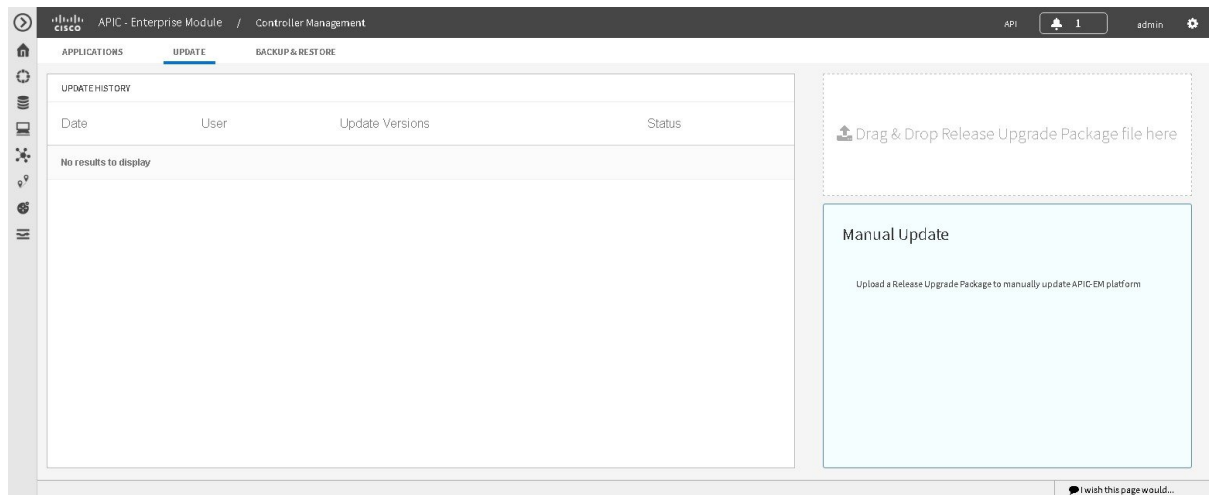 CISCO APIC - Enterprise Module / Controller Management API 1 admin
APPLICATIONS UPDATE BACKUP & RESTORE
UPDATE HISTORY
Date User Update Versions Status
No results to display
Drag & Drop Release Upgrade Package file here
Manual Update
Upload a Release Upgrade Package to manually update APIC-EM platform
I wish this page would...